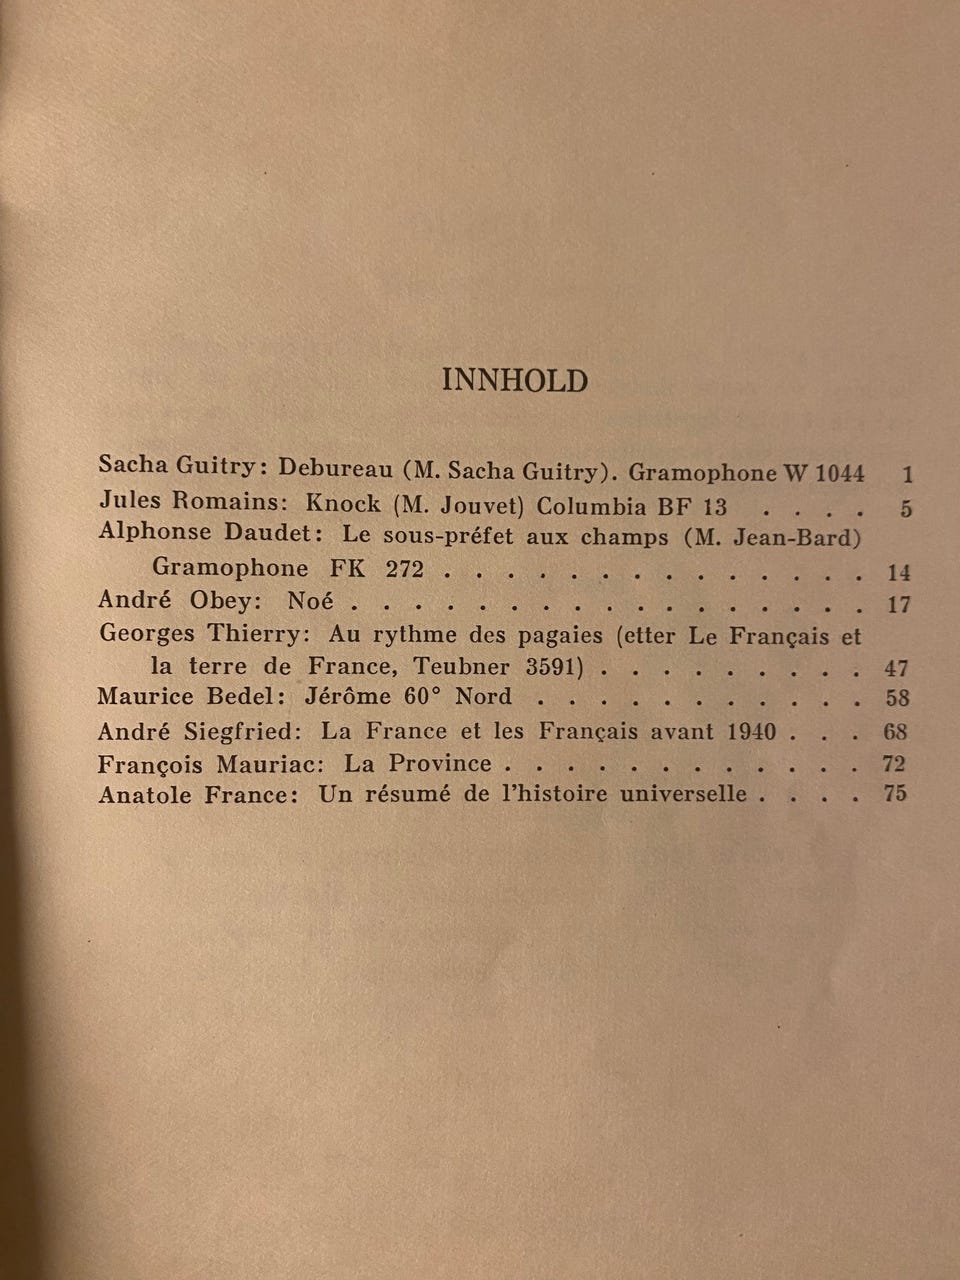 INNHOLD
Sacha Guitry: Debureau (M. Sacha Guitry). Gramophone W 1044 1
Jules Romains: Knock (M. Jouvet) Columbia BF 13 . . . . 5
Alphonse Daudet: Le sous-préfet aux champs (M. Jean-Bard)
Gramophone FK 272 . . . . . . . . . . . . . . 14
André Obey: Noé . . . . . . . . . . . . . . . . . 17
Georges Thierry: Au rythme des pagaies (etter Le Français et
la terre de France, Teubner 3591) . . . . . . . . . 47
Maurice Bedel: Jérôme 60° Nord . . . . . . . . . . . 58
André Siegfried: La France et les Français avant 1940 . . . 68
François Mauriac: La Province . . . . . . . . . . . . 72
Anatole France: Un résumé de l'histoire universelle . . . . 75